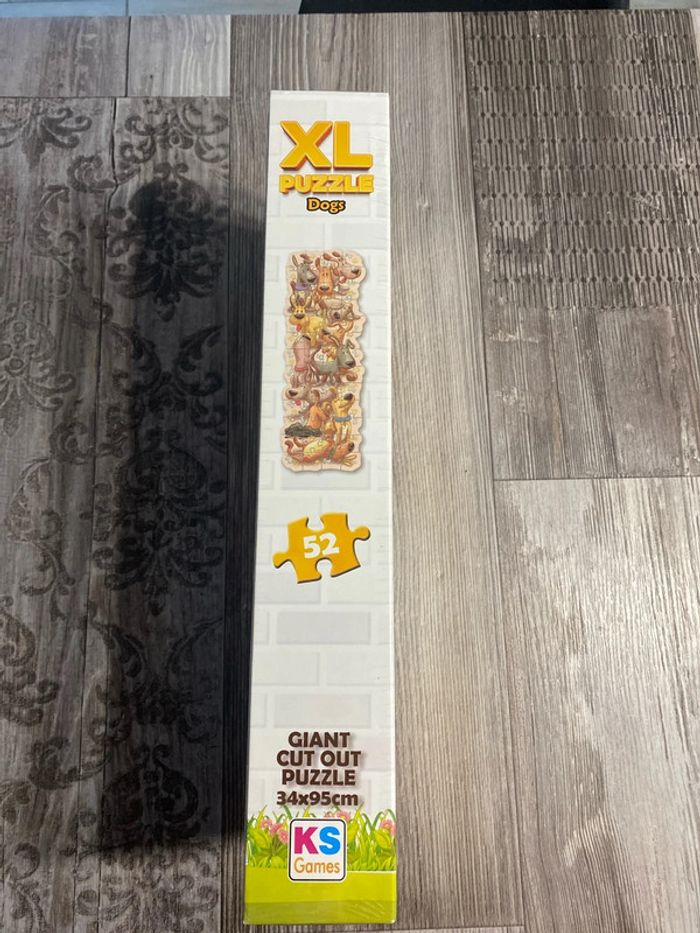 XL
PUZZLE
Dogs
52
GIANT
CUT OUT
PUZZLE
34x95cm
KS
Games